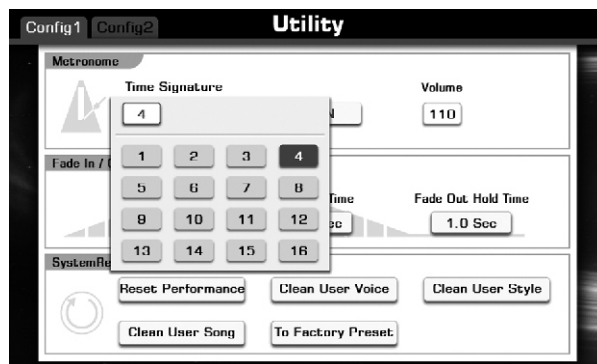 Config1 Config2 Utility
Metronome
Time Signature Volume
4 110
1 2 3 4
Fade In /
5 6 7 8
Time Fade Out Hold Time
9 10 11 12
1.0 Sec
13 14 15 16
Reset Performance Clean User Voice Clean User Style
Clean User Song To Factory Preset